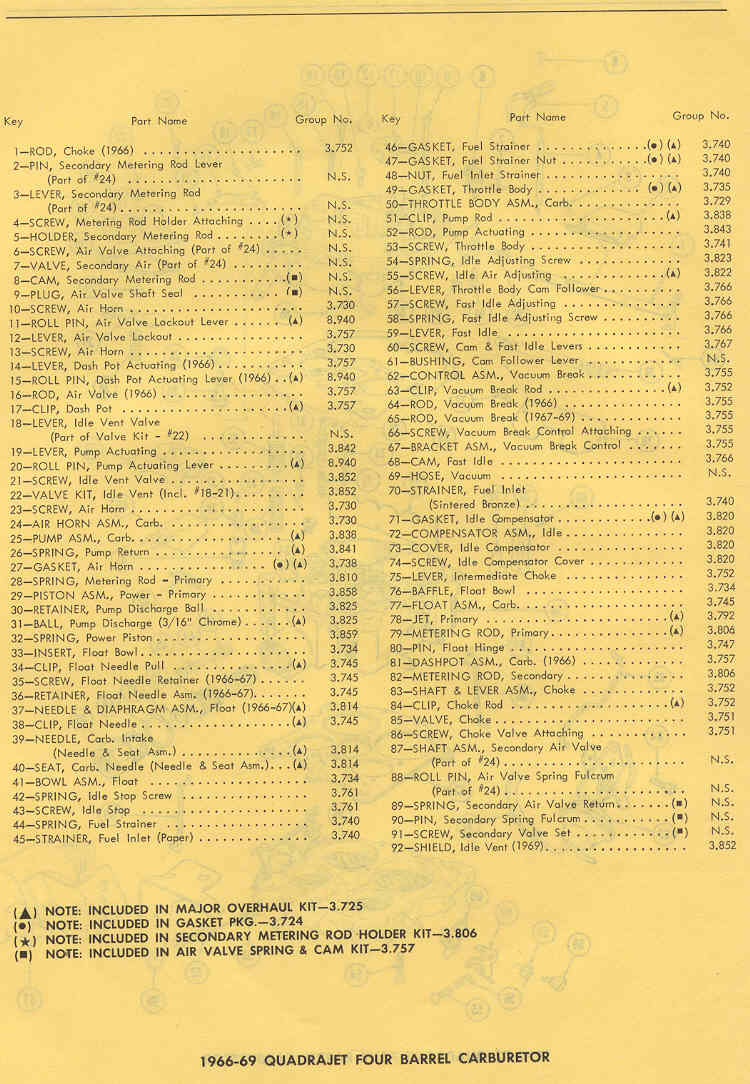 Key Part Name Group No.
1—ROD, Choke (1966) . . . . . . . . . . . . . . . . . . . . 3.752
2—PIN, Secondary Metering Rod Lever
(Part of #24) . . . . . . . . . . . . . . . . . . . . N.S.
3—LEVER, Secondary Metering Rod
(Part of #24) . . . . . . . . . . . . . . . . . . . . N.S.
4—SCREW, Metering Rod Holder Attaching . . . . (★) N.S.
5—HOLDER, Secondary Metering Rod . . . . . (★) N.S.
6—SCREW, Air Valve Attaching (Part of #24) . . . . . N.S.
7—VALVE, Secondary Air (Part of #24) . . . . . . . . . N.S.
8—CAM, Secondary Metering Rod . . . . . . . . . (■) N.S.
9—PLUG, Air Valve Shaft Seal . . . . . . . . . . (■) N.S.
10—SCREW, Air Horn . . . . . . . . . . . . . . . . . . . . 3.730
11—ROLL PIN, Air Valve Lockout Lever . . . . . . (▲) 8.940
12—LEVER, Air Valve Lockout . . . . . . . . . . . . . . . 3.757
13—SCREW, Air Horn . . . . . . . . . . . . . . . . . . . . 3.730
14—LEVER, Dash Pot Actuating (1966) . . . . . . . . . . 3.757
15—ROLL PIN, Dash Pot Actuating Lever (1966) . . (▲) 8.940
16—ROD, Air Valve (1966) . . . . . . . . . . . . . . . . . 3.757
17—CLIP, Dash Pot . . . . . . . . . . . . . . . . . . (▲) 3.757
18—LEVER, Idle Vent Valve
(Part of Valve Kit - #22) . . . . . . . . . . . . . N.S.
19—LEVER, Pump Actuating . . . . . . . . . . . . . . . . 3.842
20—ROLL PIN, Pump Actuating Lever . . . . . . . . (▲) 8.940
21—SCREW, Idle Vent Valve . . . . . . . . . . . . . . . . 3.852
22—VALVE KIT, Idle Vent (Incl. #18-21) . . . . . . . . . 3.852
23—SCREW, Air Horn . . . . . . . . . . . . . . . . . . . . 3.730
24—AIR HORN ASM., Carb. . . . . . . . . . . . . . . . . . 3.730
25—PUMP ASM., Carb. . . . . . . . . . . . . . . . . (▲) 3.838
26—SPRING, Pump Return . . . . . . . . . . . . . . . (▲) 3.841
27—GASKET, Air Horn . . . . . . . . . . . . . . (●) (▲) 3.738
28—SPRING, Metering Rod - Primary . . . . . . . . . . . 3.810
29—PISTON ASM., Power - Primary . . . . . . . . . . . . 3.858
30—RETAINER, Pump Discharge Ball . . . . . . . . . . . . 3.825
31—BALL, Pump Discharge (3/16" Chrome) . . . . . (▲) 3.825
32—SPRING, Power Piston . . . . . . . . . . . . . . . . . 3.859
33—INSERT, Float Bowl . . . . . . . . . . . . . . . . . . . 3.734
34—CLIP, Float Needle Pull . . . . . . . . . . . . . . (▲) 3.745
35—SCREW, Float Needle Retainer (1966-67) . . . . . . 3.745
36—RETAINER, Float Needle Asm. (1966-67) . . . . . . . 3.745
37—NEEDLE & DIAPHRAGM ASM., Float (1966-67)(▲) 3.814
38—CLIP, Float Needle . . . . . . . . . . . . . . . . (▲) 3.745
39—NEEDLE, Carb. Intake
(Needle & Seat Asm.) . . . . . . . . . . . . . (▲) 3.814
40—SEAT, Carb. Needle (Needle & Seat Asm.) . . . (▲) 3.814
41—BOWL ASM., Float . . . . . . . . . . . . . . . . . . . 3.734
42—SPRING, Idle Stop Screw . . . . . . . . . . . . . . . 3.761
43—SCREW, Idle Stop . . . . . . . . . . . . . . . . . . . 3.761
44—SPRING, Fuel Strainer . . . . . . . . . . . . . . . . . 3.740
45—STRAINER, Fuel Inlet (Paper) . . . . . . . . . . . . . 3.740
Key Part Name Group No.
46—GASKET, Fuel Strainer . . . . . . . . . . . . . (●) (▲) 3.740
47—GASKET, Fuel Strainer Nut . . . . . . . . . . . (●) (▲) 3.740
48—NUT, Fuel Inlet Strainer . . . . . . . . . . . . . . . . 3.740
49—GASKET, Throttle Body . . . . . . . . . . . . . (●) (▲) 3.735
50—THROTTLE BODY ASM., Carb. . . . . . . . . . . . . . . 3.729
51—CLIP, Pump Rod . . . . . . . . . . . . . . . . . . (▲) 3.838
52—ROD, Pump Actuating . . . . . . . . . . . . . . . . . 3.843
53—SCREW, Throttle Body . . . . . . . . . . . . . . . . . 3.741
54—SPRING, Idle Adjusting Screw . . . . . . . . . . . . . 3.823
55—SCREW, Idle Air Adjusting . . . . . . . . . . . . (▲) 3.822
56—LEVER, Throttle Body Cam Follower . . . . . . . . . . 3.766
57—SCREW, Fast Idle Adjusting . . . . . . . . . . . . . . 3.766
58—SPRING, Fast Idle Adjusting Screw . . . . . . . . . . 3.766
59—LEVER, Fast Idle . . . . . . . . . . . . . . . . . . . . 3.766
60—SCREW, Cam & Fast Idle Levers . . . . . . . . . . . . 3.767
61—BUSHING, Cam Follower Lever . . . . . . . . . . . . . N.S.
62—CONTROL ASM., Vacuum Break . . . . . . . . . . . . . 3.755
63—CLIP, Vacuum Break Rod . . . . . . . . . . . . . (▲) 3.752
64—ROD, Vacuum Break (1966) . . . . . . . . . . . . . . . 3.755
65—ROD, Vacuum Break (1967-69) . . . . . . . . . . . . . 3.755
66—SCREW, Vacuum Break Control Attaching . . . . . . 3.755
67—BRACKET ASM., Vacuum Break Control . . . . . . . . 3.755
68—CAM, Fast Idle . . . . . . . . . . . . . . . . . . . . . 3.766
69—HOSE, Vacuum . . . . . . . . . . . . . . . . . . . . . N.S.
70—STRAINER, Fuel Inlet
(Sintered Bronze) . . . . . . . . . . . . . . . . . . 3.740
71—GASKET, Idle Compensator . . . . . . . . . . . (●) (▲) 3.820
72—COMPENSATOR ASM., Idle . . . . . . . . . . . . . . . 3.820
73—COVER, Idle Compensator . . . . . . . . . . . . . . . 3.820
74—SCREW, Idle Compensator Cover . . . . . . . . . . . . 3.820
75—LEVER, Intermediate Choke . . . . . . . . . . . . . . 3.752
76—BAFFLE, Float Bowl . . . . . . . . . . . . . . . . . . . 3.734
77—FLOAT ASM., Carb. . . . . . . . . . . . . . . . . . . . 3.745
78—JET, Primary . . . . . . . . . . . . . . . . . . . . (▲) 3.792
79—METERING ROD, Primary . . . . . . . . . . . . . . (▲) 3.806
80—PIN, Float Hinge . . . . . . . . . . . . . . . . . . . . 3.747
81—DASHPOT ASM., Carb. (1966) . . . . . . . . . . . . . 3.757
82—METERING ROD, Secondary . . . . . . . . . . . . . . . 3.806
83—SHAFT & LEVER ASM., Choke . . . . . . . . . . . . . . 3.752
84—CLIP, Choke Rod . . . . . . . . . . . . . . . . . . (▲) 3.752
85—VALVE, Choke . . . . . . . . . . . . . . . . . . . . . 3.751
86—SCREW, Choke Valve Attaching . . . . . . . . . . . . 3.751
87—SHAFT ASM., Secondary Air Valve
(Part of #24) . . . . . . . . . . . . . . . . . . . . N.S.
88—ROLL PIN, Air Valve Spring Fulcrum
(Part of #24) . . . . . . . . . . . . . . . . . . . . N.S.
89—SPRING, Secondary Air Valve Return . . . . . . . (■) N.S.
90—PIN, Secondary Spring Fulcrum . . . . . . . . . . . (■) N.S.
91—SCREW, Secondary Valve Set . . . . . . . . . . . . (■) N.S.
92—SHIELD, Idle Vent (1969) . . . . . . . . . . . . . . . . 3.852
(▲) NOTE: INCLUDED IN MAJOR OVERHAUL KIT—3.725
(●) NOTE: INCLUDED IN GASKET PKG.—3.724
(★) NOTE: INCLUDED IN SECONDARY METERING ROD HOLDER KIT—3.806
(■) NOTE: INCLUDED IN AIR VALVE SPRING & CAM KIT—3.757
1966-69 QUADRAJET FOUR BARREL CARBURETOR